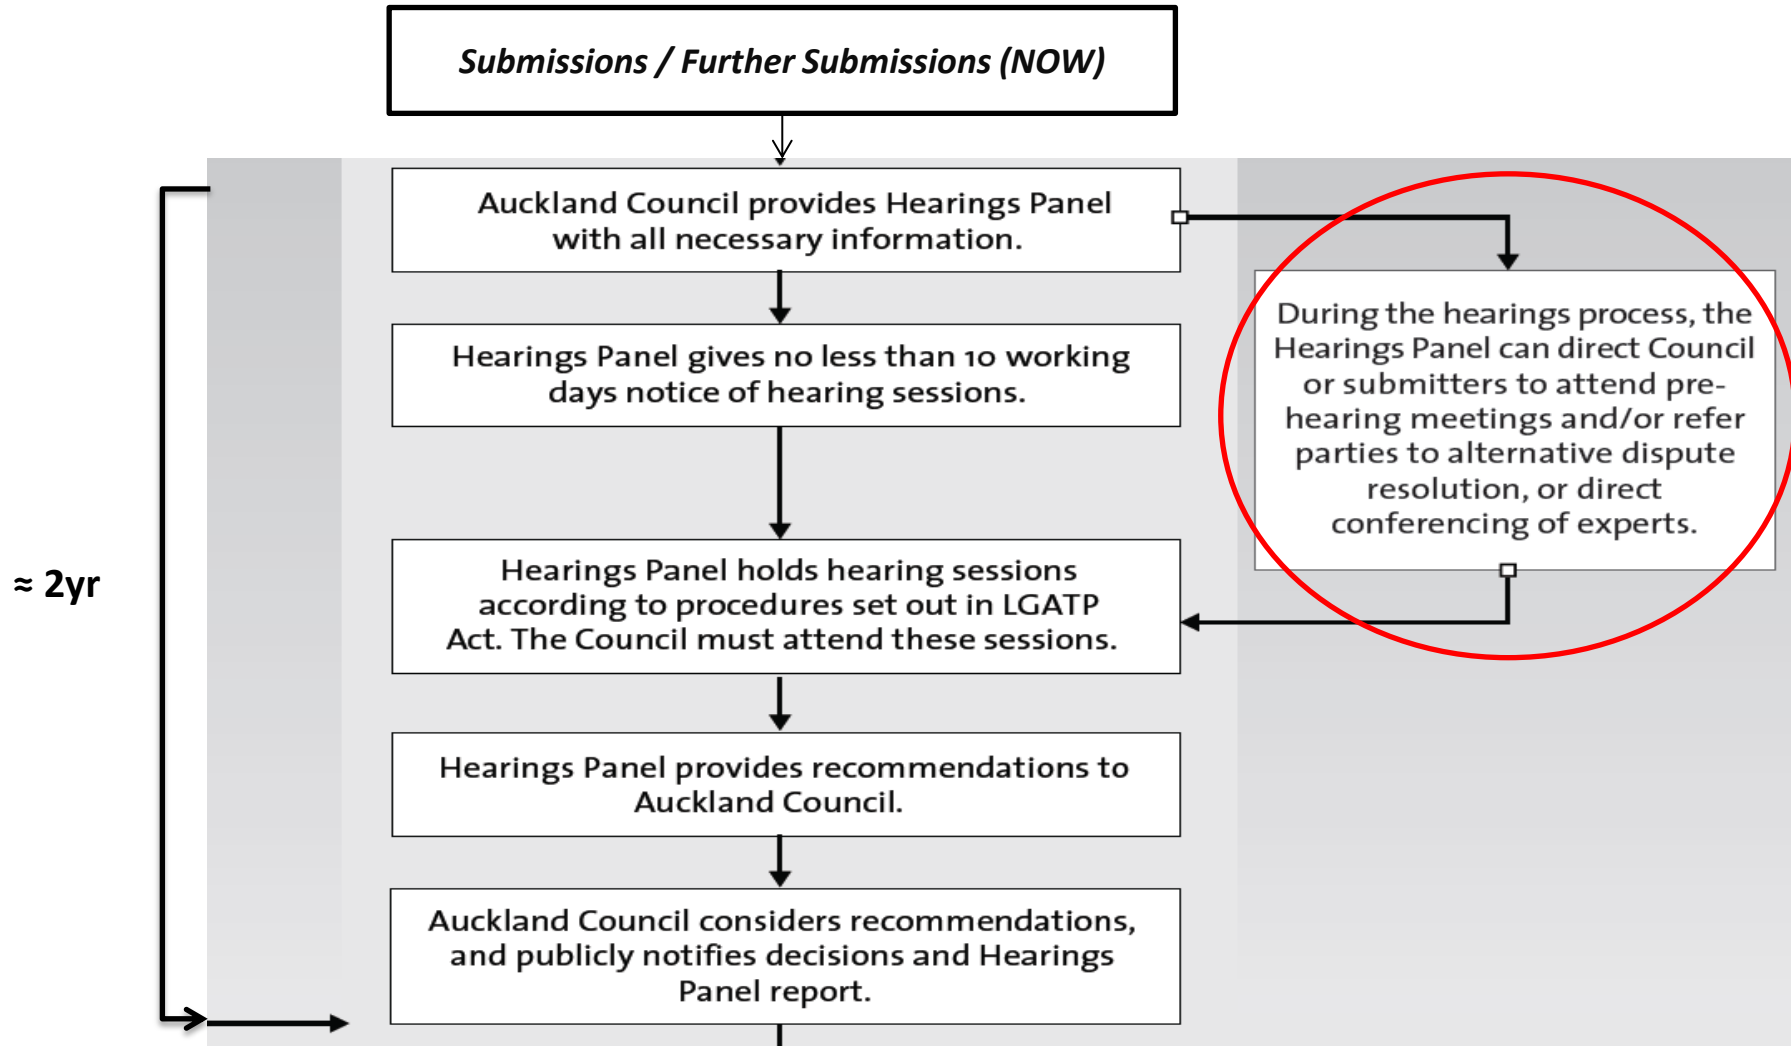 Submissions / Further Submissions (NOW)
Auckland Council provides Hearings Panel
with all necessary information.
Hearings Panel gives no less than 10 working
days notice of hearing sessions.
During the hearings process, the
Hearings Panel can direct Council
or submitters to attend pre-
hearing meetings and/or refer
parties to alternative dispute
resolution, or direct
conferencing of experts.
≈ 2yr
Hearings Panel holds hearing sessions
according to procedures set out in LGATP
Act. The Council must attend these sessions.
Hearings Panel provides recommendations to
Auckland Council.
Auckland Council considers recommendations,
and publicly notifies decisions and Hearings
Panel report.